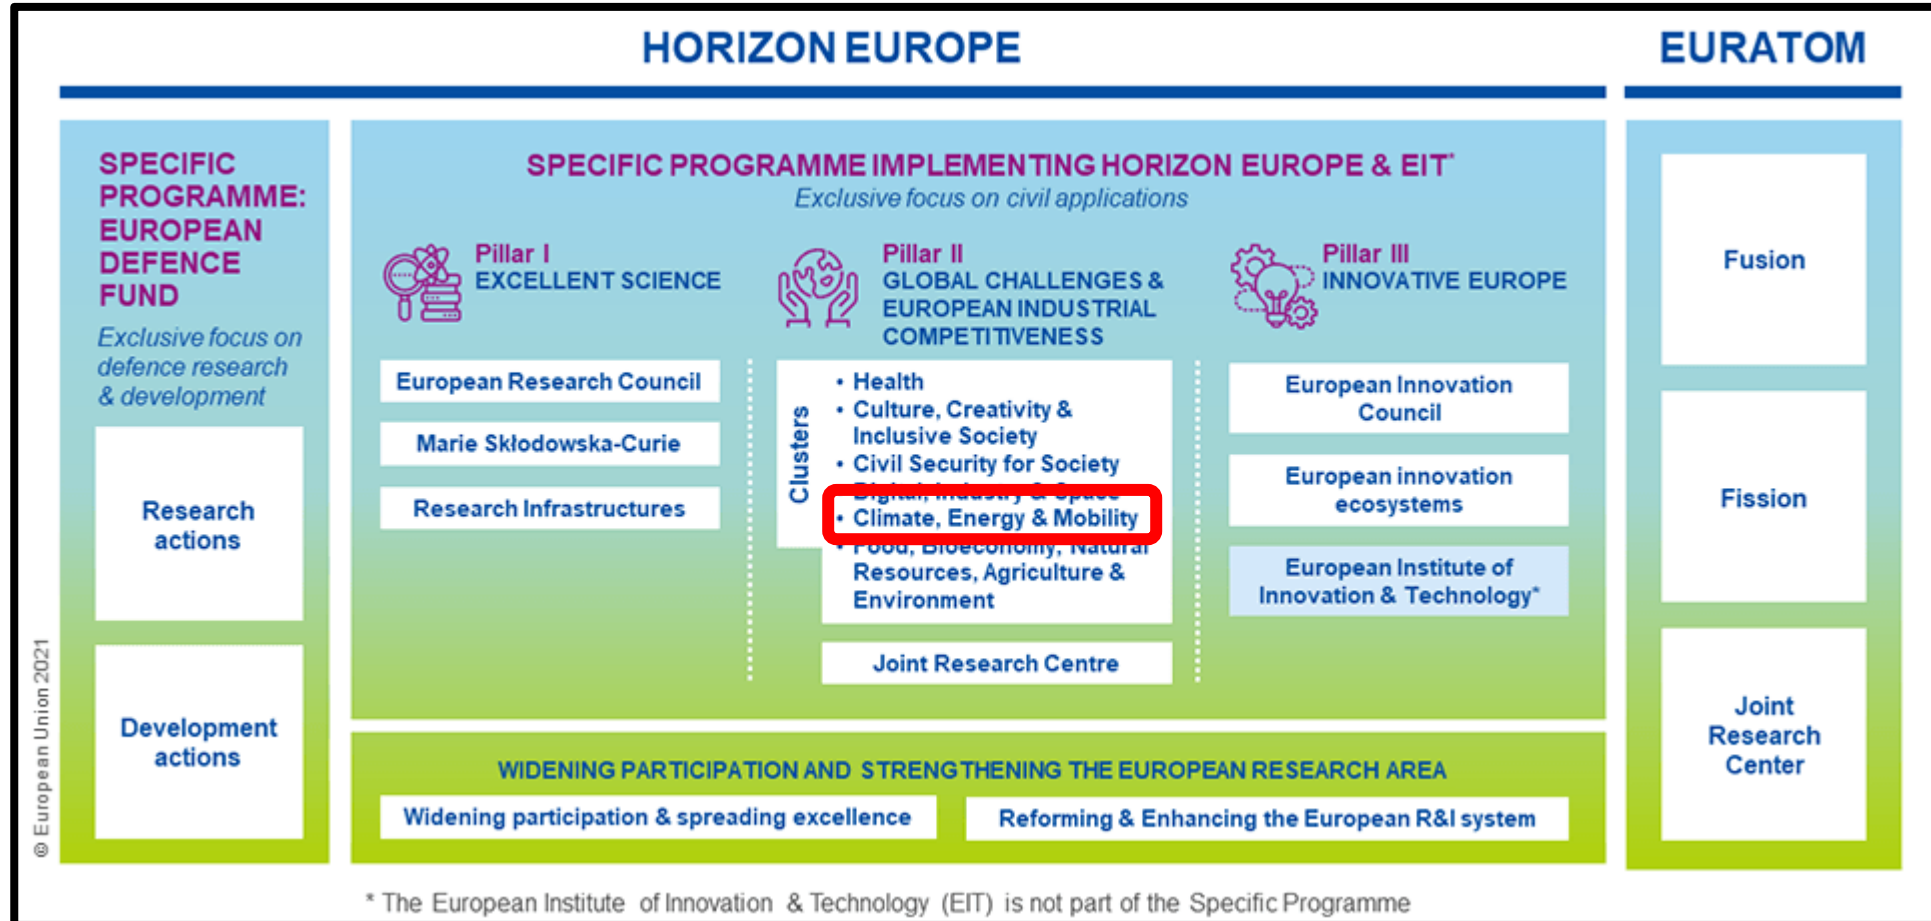 HORIZON EUROPE
EURATOM
SPECIFIC
PROGRAMME:
EUROPEAN
DEFENCE
FUND
Exclusive focus on
defence research
& development
Research
actions
Development
actions
SPECIFIC PROGRAMME IMPLEMENTING HORIZON EUROPE & EIT*
Exclusive focus on civil applications
Pillar I
EXCELLENT SCIENCE
European Research Council
Marie Skłodowska-Curie
Research Infrastructures
Pillar II
GLOBAL CHALLENGES &
EUROPEAN INDUSTRIAL
COMPETITIVENESS
Clusters
• Health
• Culture, Creativity &
Inclusive Society
• Civil Security for Society
• Digital, Industry & Space
• Climate, Energy & Mobility
• Food, Bioeconomy, Natural
Resources, Agriculture &
Environment
Joint Research Centre
Pillar III
INNOVATIVE EUROPE
European Innovation
Council
European innovation
ecosystems
European Institute of
Innovation & Technology*
WIDENING PARTICIPATION AND STRENGTHENING THE EUROPEAN RESEARCH AREA
Widening participation & spreading excellence
Reforming & Enhancing the European R&I system
Fusion
Fission
Joint
Research
Center
© European Union 2021
* The European Institute of Innovation & Technology (EIT) is not part of the Specific Programme